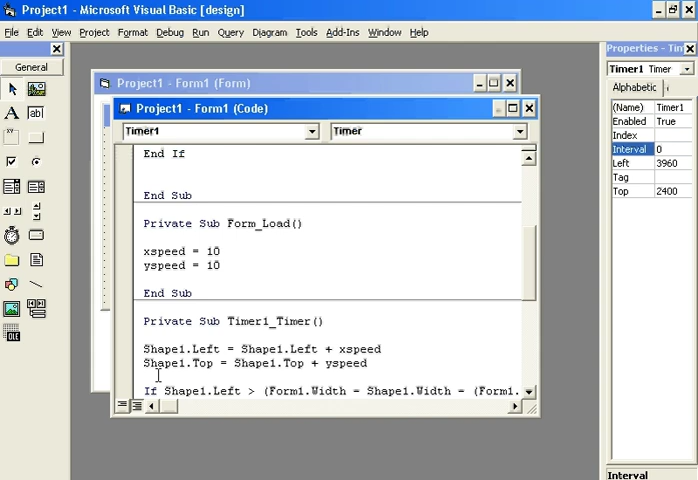 Project1 - Microsoft Visual Basic [design]
File Edit View Project Format Debug Run Query Diagram Tools Add-Ins Window Help
General
A
ab
XY
OLE
Project1 - Form1 (Form)
Project1 - Form1 (Code)
Timer1 Timer
End If
End Sub
Private Sub Form_Load()
xspeed = 10
yspeed = 10
End Sub
Private Sub Timer1_Timer()
Shape1.Left = Shape1.Left + xspeed
Shape1.Top = Shape1.Top + yspeed
If Shape1.Left > (Form1.Width - Shape1.Width - (Form1.
Properties - Tim
Timer1 Timer
Alphabetic
(Name) Timer1
Enabled True
Index
Interval 0
Left 3960
Tag
Top 2400
Interval